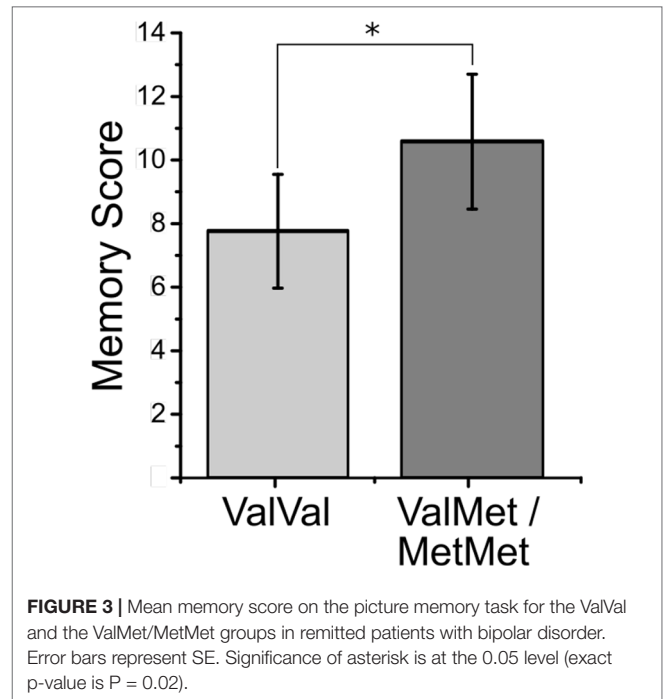 14
*
12
10
8
6
4
2
Memory Score
ValVal
ValMet /
MetMet
FIGURE 3 | Mean memory score on the picture memory task for the ValVal
and the ValMet/MetMet groups in remitted patients with bipolar disorder.
Error bars represent SE. Significance of asterisk is at the 0.05 level (exact
p-value is P = 0.02).